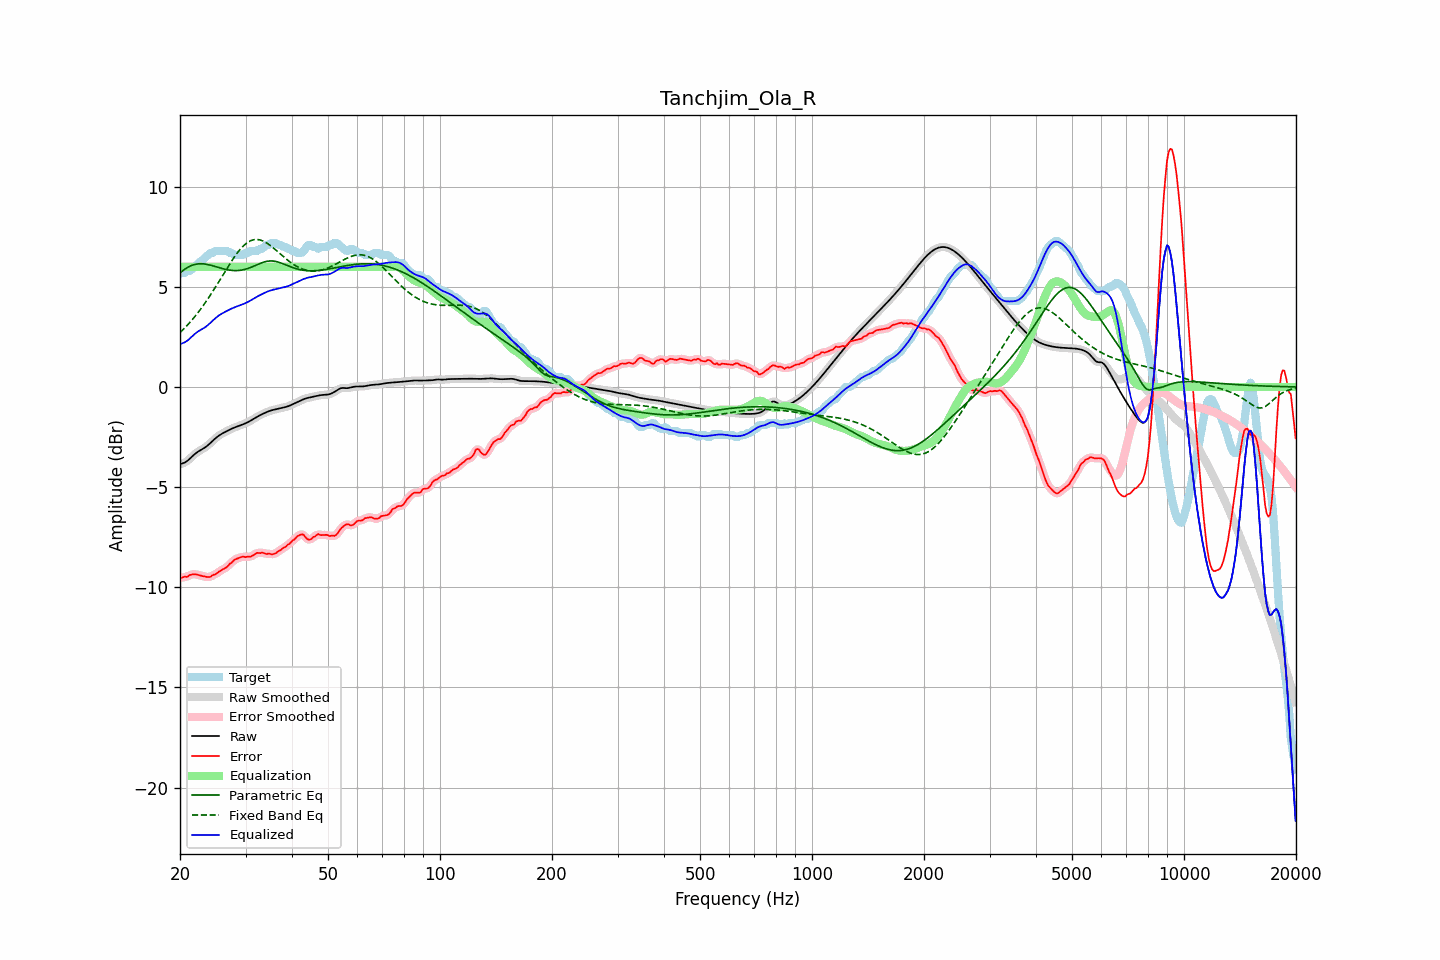 Tanchjim_Ola_R
Amplitude (dBr)
10
5
0
−5
−10
−15
−20
Target
Raw Smoothed
Error Smoothed
Raw
Error
Equalization
Parametric Eq
Fixed Band Eq
Equalized
20
50
100
200
500
1000
2000
5000
10000
20000
Frequency (Hz)